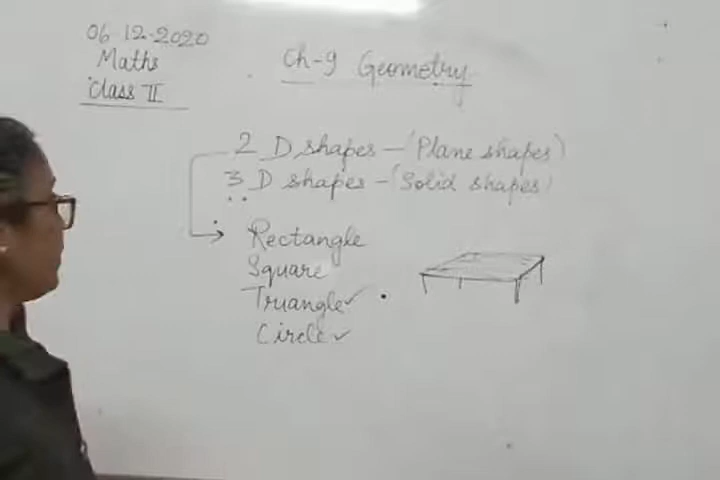 06 12-2020
Maths
Class II
Ch-9 Geometry
2 D shapes - (Plane shapes)
3 D shapes - (Solid shapes)
Rectangle
Square
Triangle ✓
Circle ✓